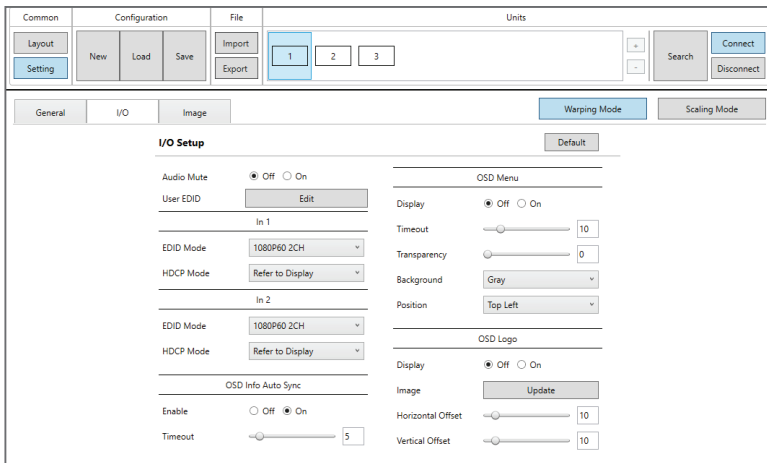 Common Configuration File Units
Layout New Load Save Import 1 2 3 + Search Connect
Setting Export - Disconnect
General I/O Image Warping Mode Scaling Mode
I/O Setup Default
Audio Mute Off On
User EDID Edit
In 1
EDID Mode 1080P60 2CH
HDCP Mode Refer to Display
In 2
EDID Mode 1080P60 2CH
HDCP Mode Refer to Display
OSD Info Auto Sync
Enable Off On
Timeout 5
OSD Menu
Display Off On
Timeout 10
Transparency 0
Background Gray
Position Top Left
OSD Logo
Display Off On
Image Update
Horizontal Offset 10
Vertical Offset 10